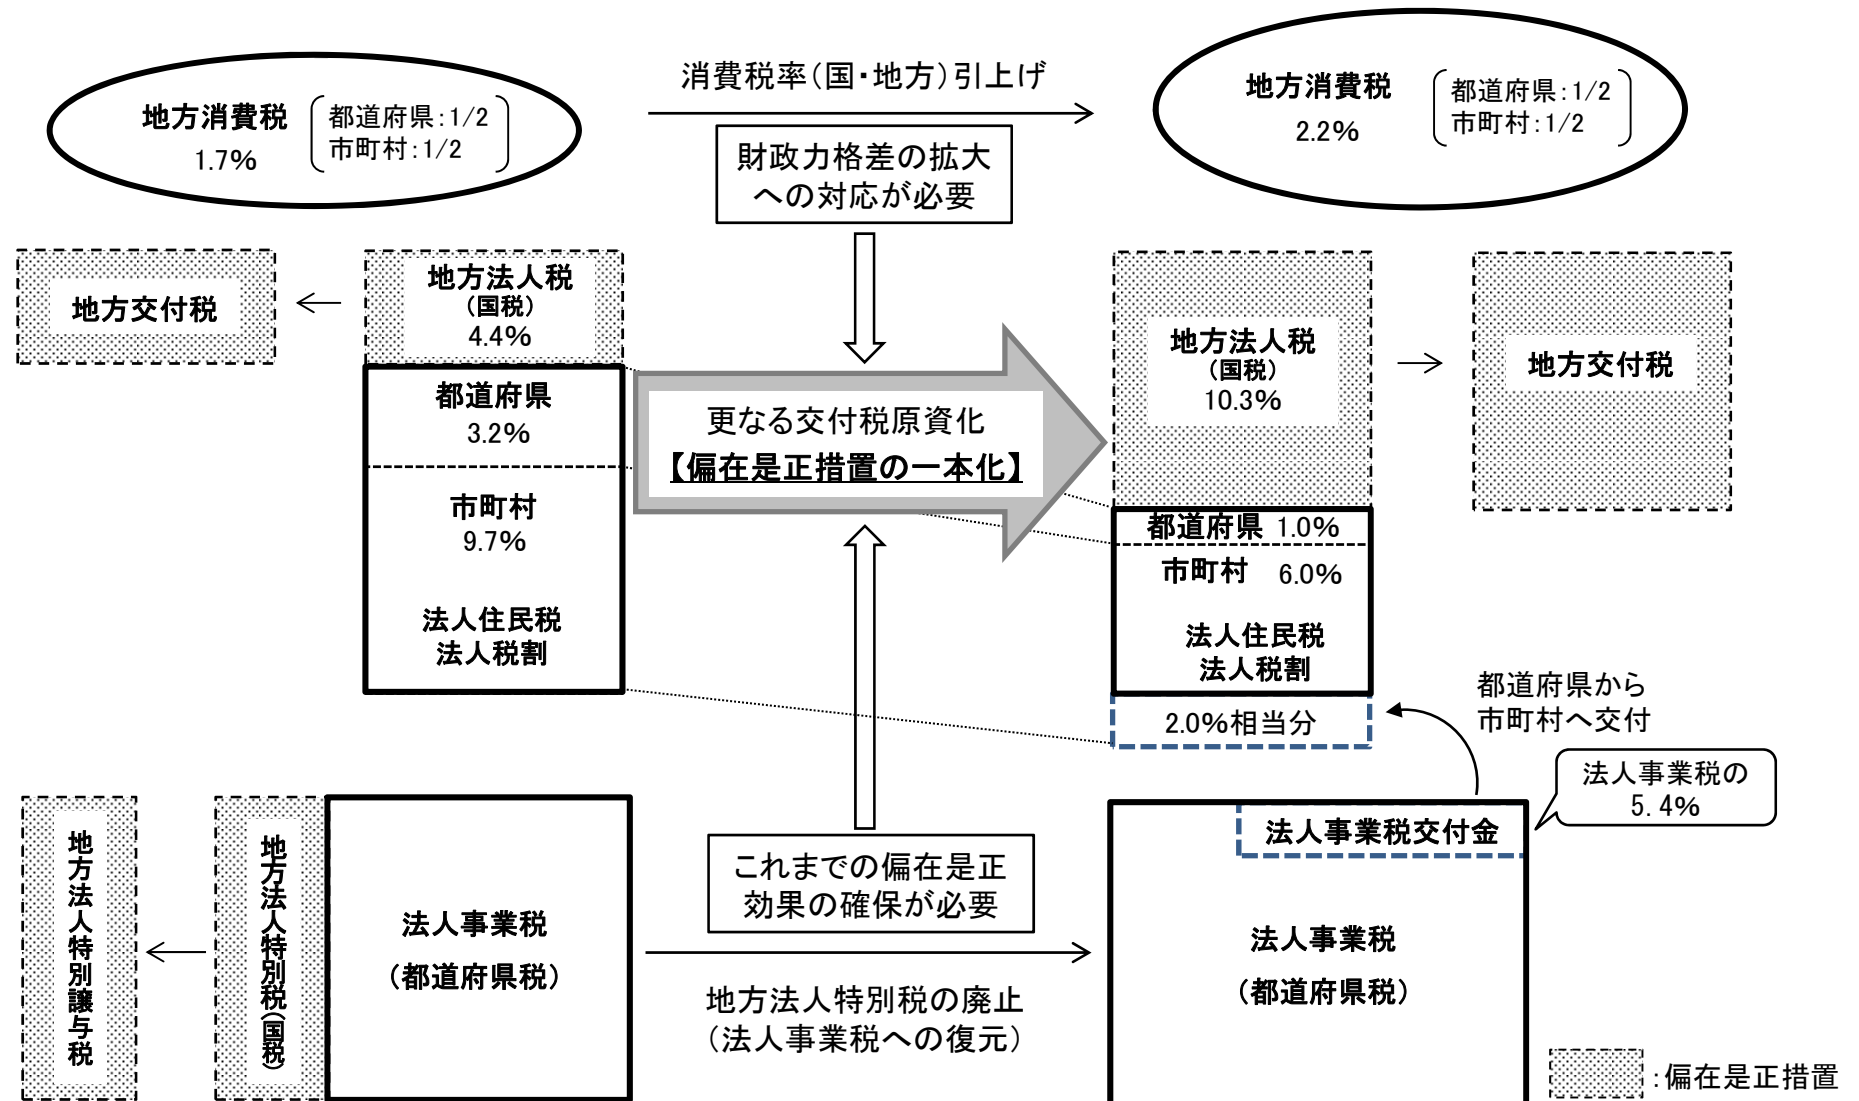 地方消費税
1.7%
都道府県：1/2
市町村：1/2
消費税率（国・地方）引上げ
財政力格差の拡大
への対応が必要
地方消費税
2.2%
都道府県：1/2
市町村：1/2
地方交付税
地方法人税
（国税）
4.4%
都道府県
3.2%
市町村
9.7%
法人住民税
法人税割
更なる交付税原資化
【偏在是正措置の一本化】
地方法人税
（国税）
10.3%
地方交付税
都道府県 1.0%
市町村 6.0%
法人住民税
法人税割
2.0%相当分
都道府県から
市町村へ交付
法人事業税の
5.4%
地方法人特別譲与税
地方法人特別税（国税）
法人事業税
（都道府県税）
これまでの偏在是正
効果の確保が必要
地方法人特別税の廃止
（法人事業税への復元）
法人事業税交付金
法人事業税
（都道府県税）
：偏在是正措置